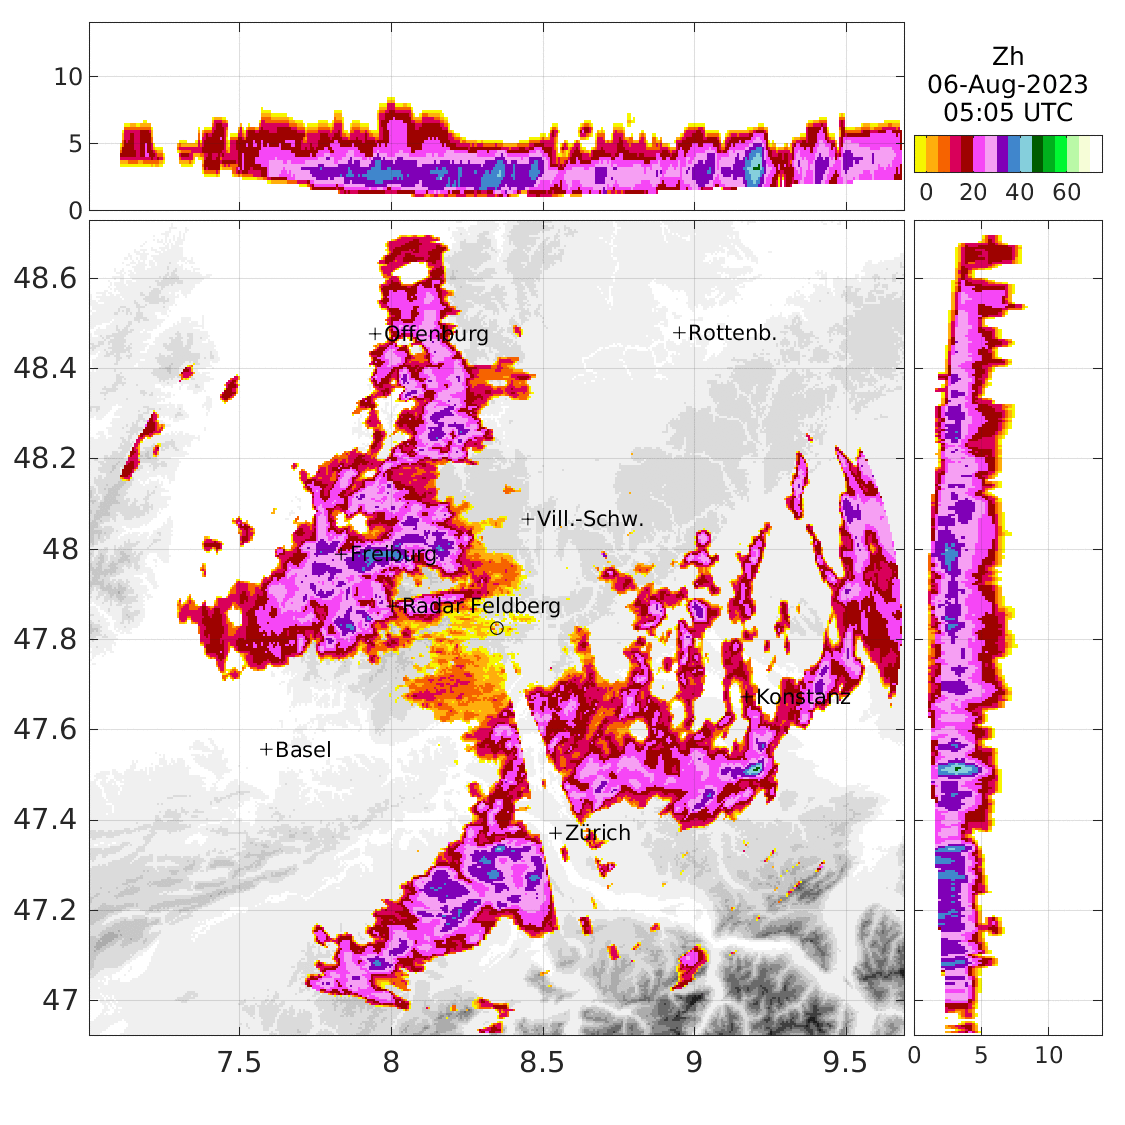 Zh
06-Aug-2023
05:05 UTC
0 20 40 60
10
5
0
48.6
48.4
48.2
48
47.8
47.6
47.4
47.2
47
+Offenburg
+Rottenb.
+Vill.-Schw.
+Freiburg
+Radar Feldberg
+Konstanz
+Basel
+Zürich
7.5 8 8.5 9 9.5
0 5 10